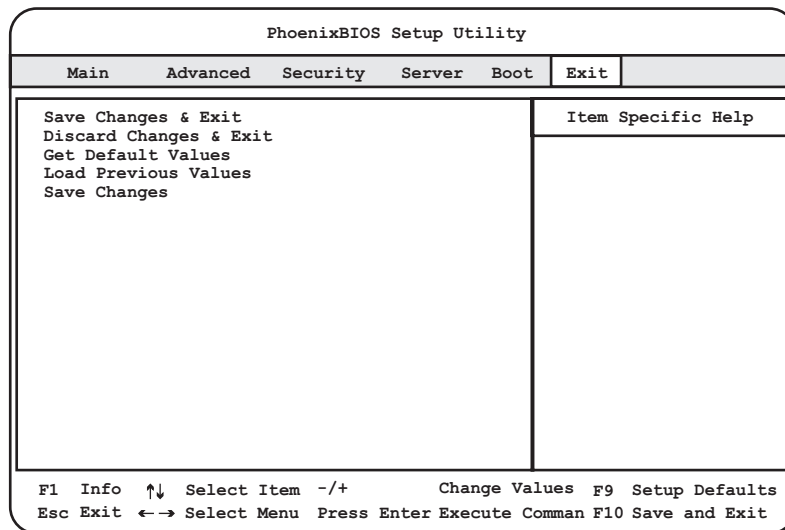 PhoenixBIOS Setup Utility
Main Advanced Security Server Boot Exit
Save Changes & Exit
Discard Changes & Exit
Get Default Values
Load Previous Values
Save Changes
Item Specific Help
F1 Info ↑↓ Select Item -/+ Change Values F9 Setup Defaults
Esc Exit ←→ Select Menu Press Enter Execute Comman F10 Save and Exit